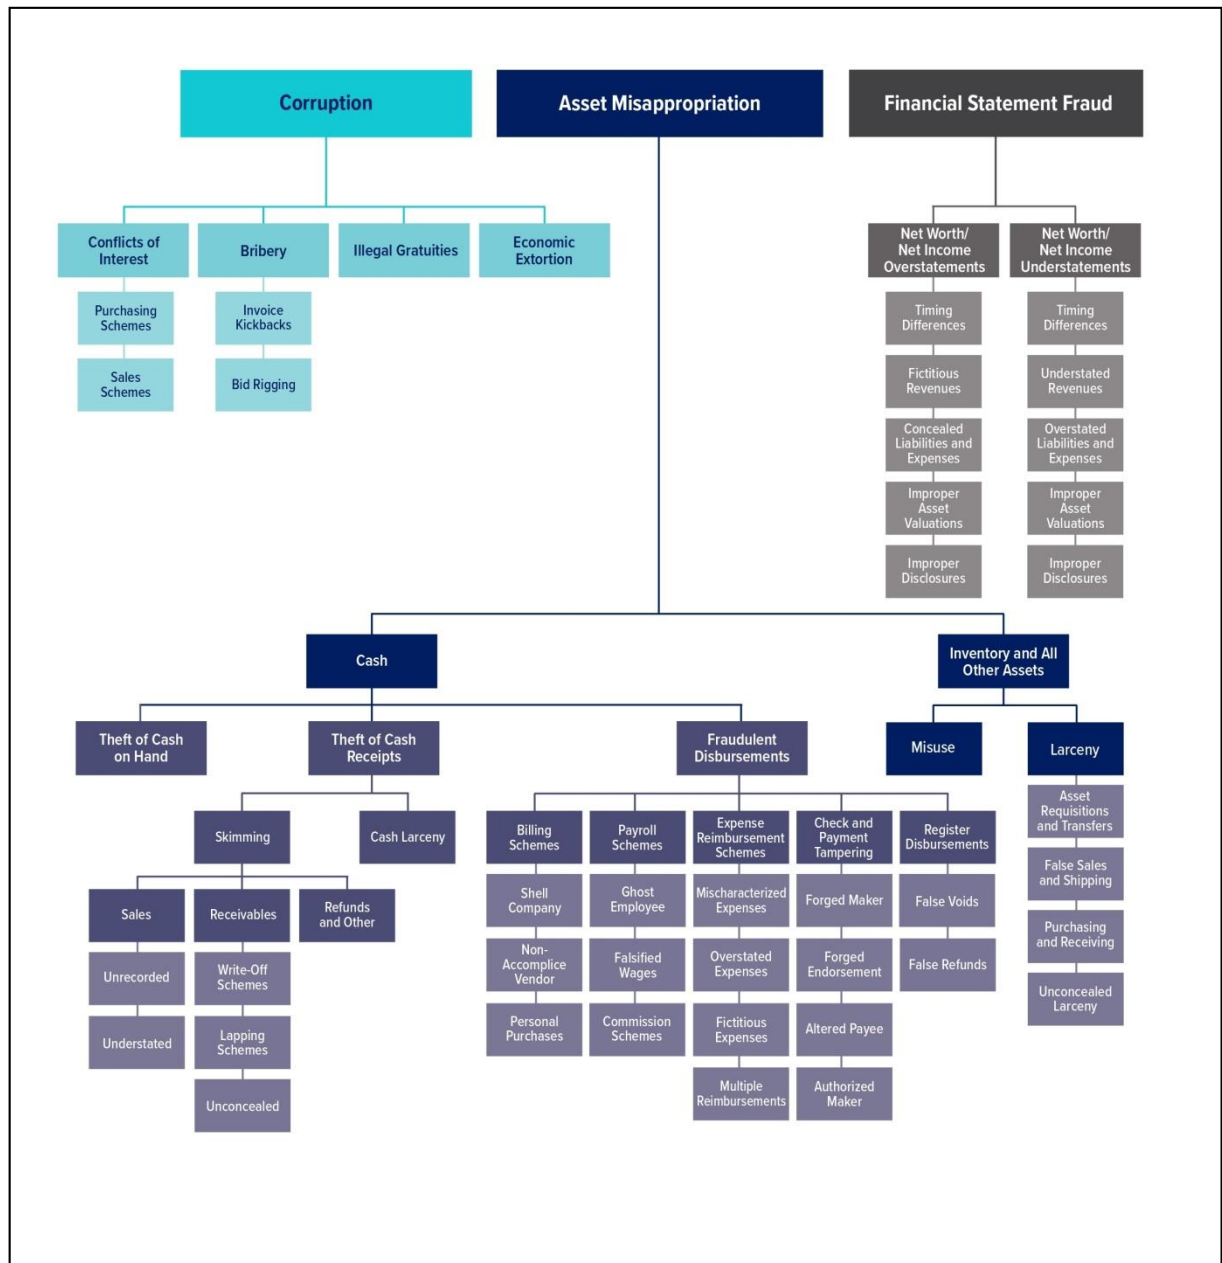 Corruption
Asset Misappropriation
Financial Statement Fraud
Conflicts of
Interest
Bribery
Illegal Gratuities
Economic
Extortion
Net Worth/
Net Income
Overstatements
Net Worth/
Net Income
Understatements
Purchasing
Schemes
Invoice
Kickbacks
Timing
Differences
Timing
Differences
Sales
Schemes
Bid Rigging
Fictitious
Revenues
Understated
Revenues
Concealed
Liabilities and
Expenses
Overstated
Liabilities and
Expenses
Improper
Asset
Valuations
Improper
Asset
Valuations
Improper
Disclosures
Improper
Disclosures
Cash
Inventory and All
Other Assets
Theft of Cash
on Hand
Theft of Cash
Receipts
Fraudulent
Disbursements
Misuse
Larceny
Skimming
Cash Larceny
Billing
Schemes
Payroll
Schemes
Expense
Reimbursement
Schemes
Check and
Payment
Tampering
Register
Disbursements
Asset
Requisitions
and Transfers
Sales
Receivables
Refunds
and Other
Shell
Company
Ghost
Employee
Mischaracterized
Expenses
Forged Maker
False Voids
False Sales
and Shipping
Unrecorded
Write-Off
Schemes
Non-
Accomplice
Vendor
Falsified
Wages
Overstated
Expenses
Forged
Endorsement
False Refunds
Purchasing
and Receiving
Understated
Lapping
Schemes
Personal
Purchases
Commission
Schemes
Fictitious
Expenses
Altered Payee
Unconcealed
Larceny
Unconcealed
Multiple
Reimbursements
Authorized
Maker